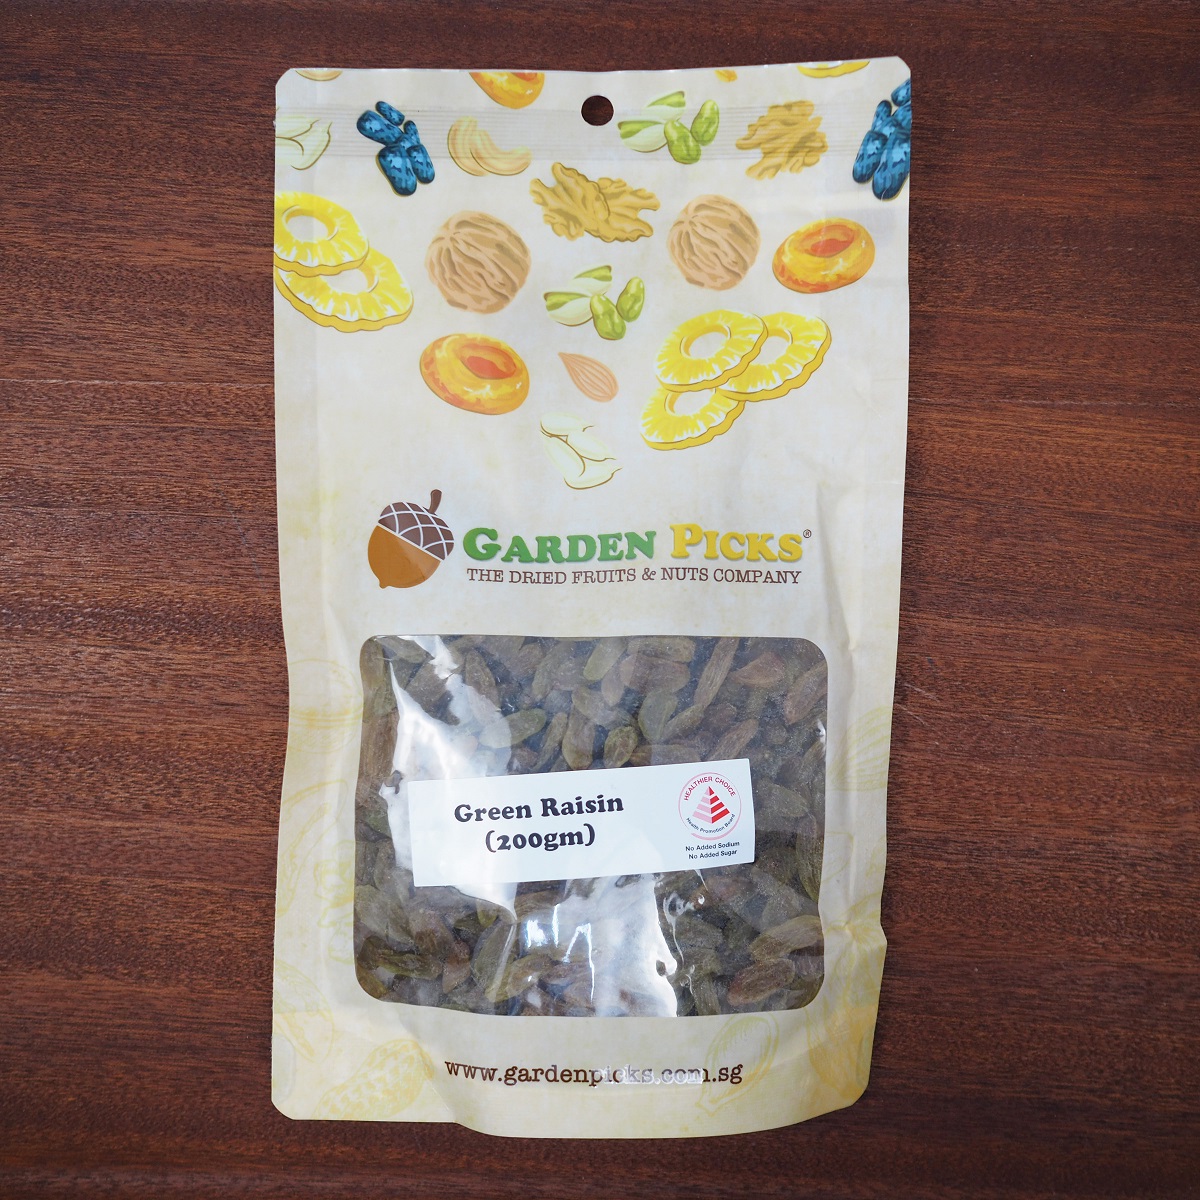 GARDEN PICKS®
THE DRIED FRUITS & NUTS COMPANY
Green Raisin
(200gm)
HEALTHIER CHOICE
Health Promotion Board
No Added Sodium
No Added Sugar
www.gardenpicks.com.sg